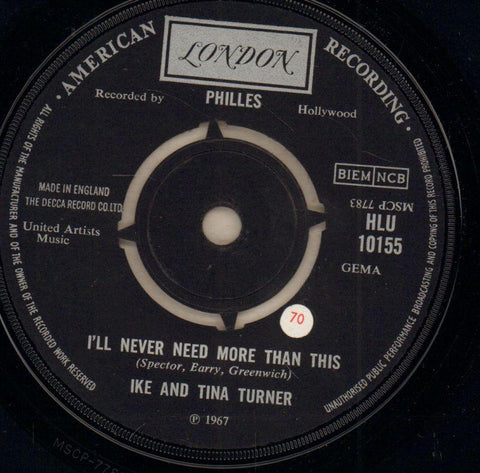 · AMERICAN RECORDING ·
LONDON
Recorded by PHILLES Hollywood
MADE IN ENGLAND
THE DECCA RECORD CO.LTD
United Artists
Music
BIEM NCB
MSCP 7783
HLU
10155
GEMA
70
I'LL NEVER NEED MORE THAN THIS
(Spector, Earry, Greenwich)
IKE AND TINA TURNER
℗ 1967
ALL RIGHTS OF THE MANUFACTURER AND OF THE OWNER OF THE RECORDED WORK RESERVED
UNAUTHORISED PUBLIC PERFORMANCE BROADCASTING AND COPYING OF THIS RECORD PROHIBITED